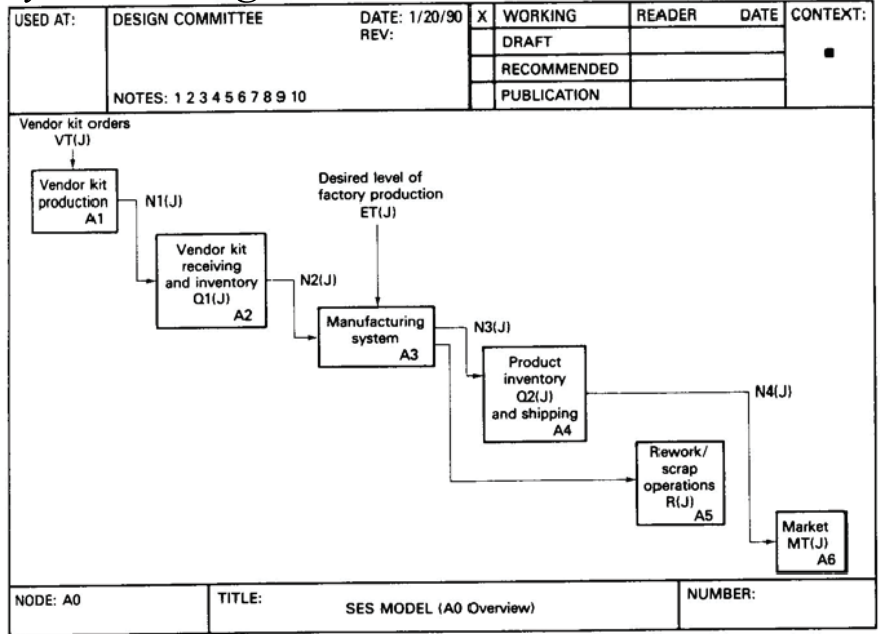 USED AT:
DESIGN COMMITTEE
DATE: 1/20/90
REV:
NOTES: 1 2 3 4 5 6 7 8 9 10
X WORKING
DRAFT
RECOMMENDED
PUBLICATION
READER DATE
CONTEXT:
Vendor kit orders
VT(J)
Vendor kit
production
A1
N1(J)
Vendor kit
receiving
and inventory
Q1(J)
A2
N2(J)
Desired level of
factory production
ET(J)
Manufacturing
system
A3
N3(J)
Product
inventory
Q2(J)
and shipping
A4
N4(J)
Rework/
scrap
operations
R(J)
A5
Market
MT(J)
A6
NODE: A0
TITLE:
SES MODEL (A0 Overview)
NUMBER: